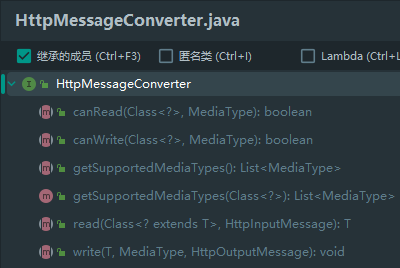 HttpMessageConverter.java
继承的成员 (Ctrl+F3) 匿名类 (Ctrl+I) Lambda (Ctrl+L
I HttpMessageConverter
m canRead(Class<?>, MediaType): boolean
m canWrite(Class<?>, MediaType): boolean
m getSupportedMediaTypes(): List<MediaType>
m getSupportedMediaTypes(Class<?>): List<MediaType>
m read(Class<? extends T>, HttpInputMessage): T
m write(T, MediaType, HttpOutputMessage): void